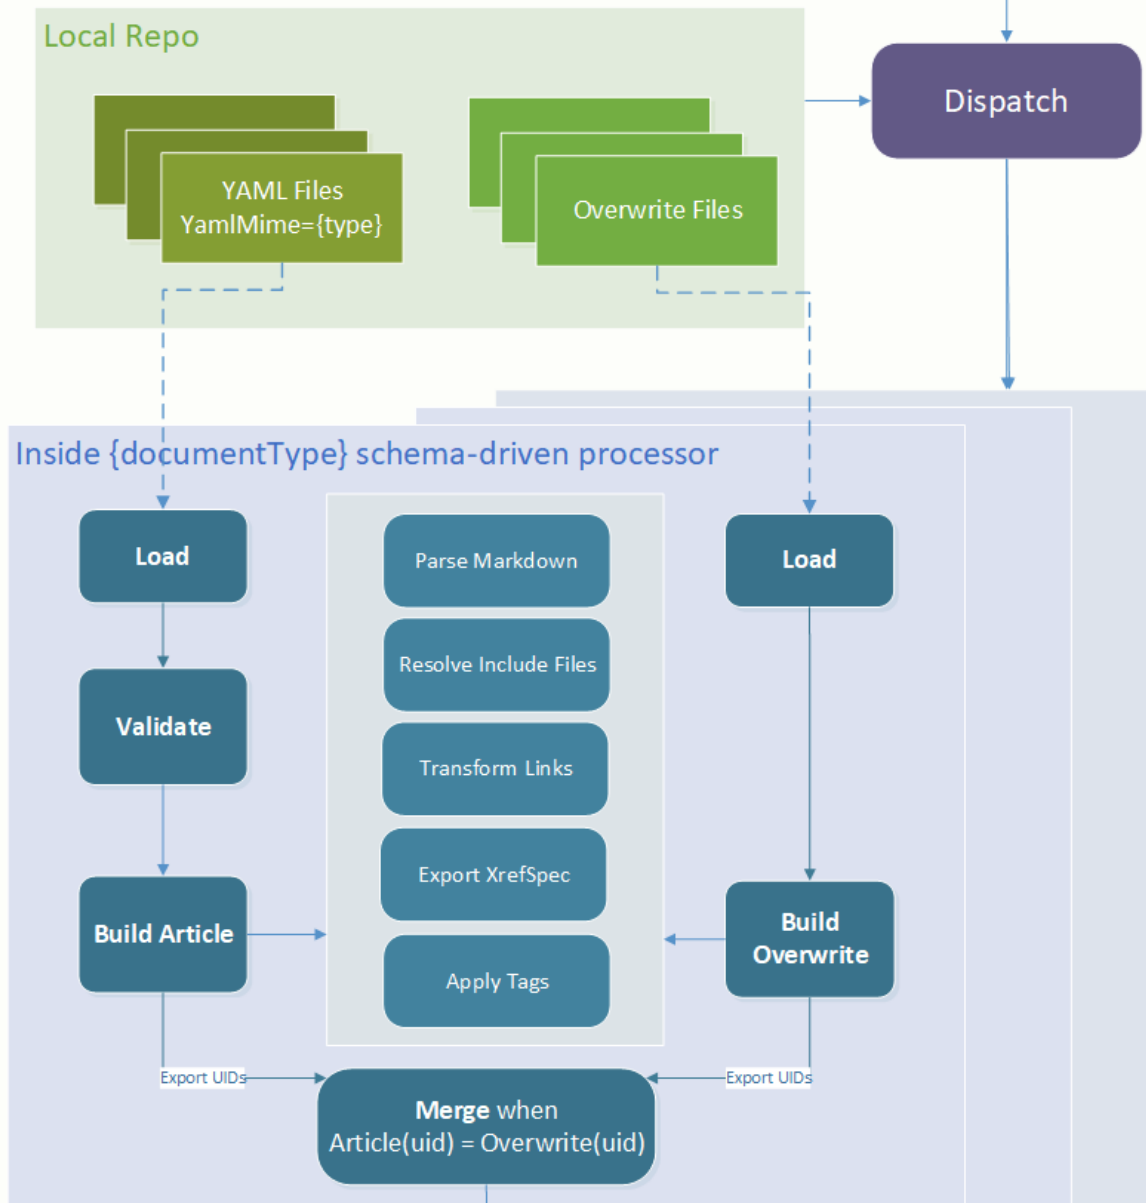 Local Repo
Dispatch
YAML Files
YamlMime={type}
Overwrite Files
Inside {documentType} schema-driven processor
Load
Parse Markdown
Load
Resolve Include Files
Validate
Transform Links
Export XrefSpec
Build Article
Build
Overwrite
Apply Tags
Export UIDs
Export UIDs
Merge when
Article(uid) = Overwrite(uid)